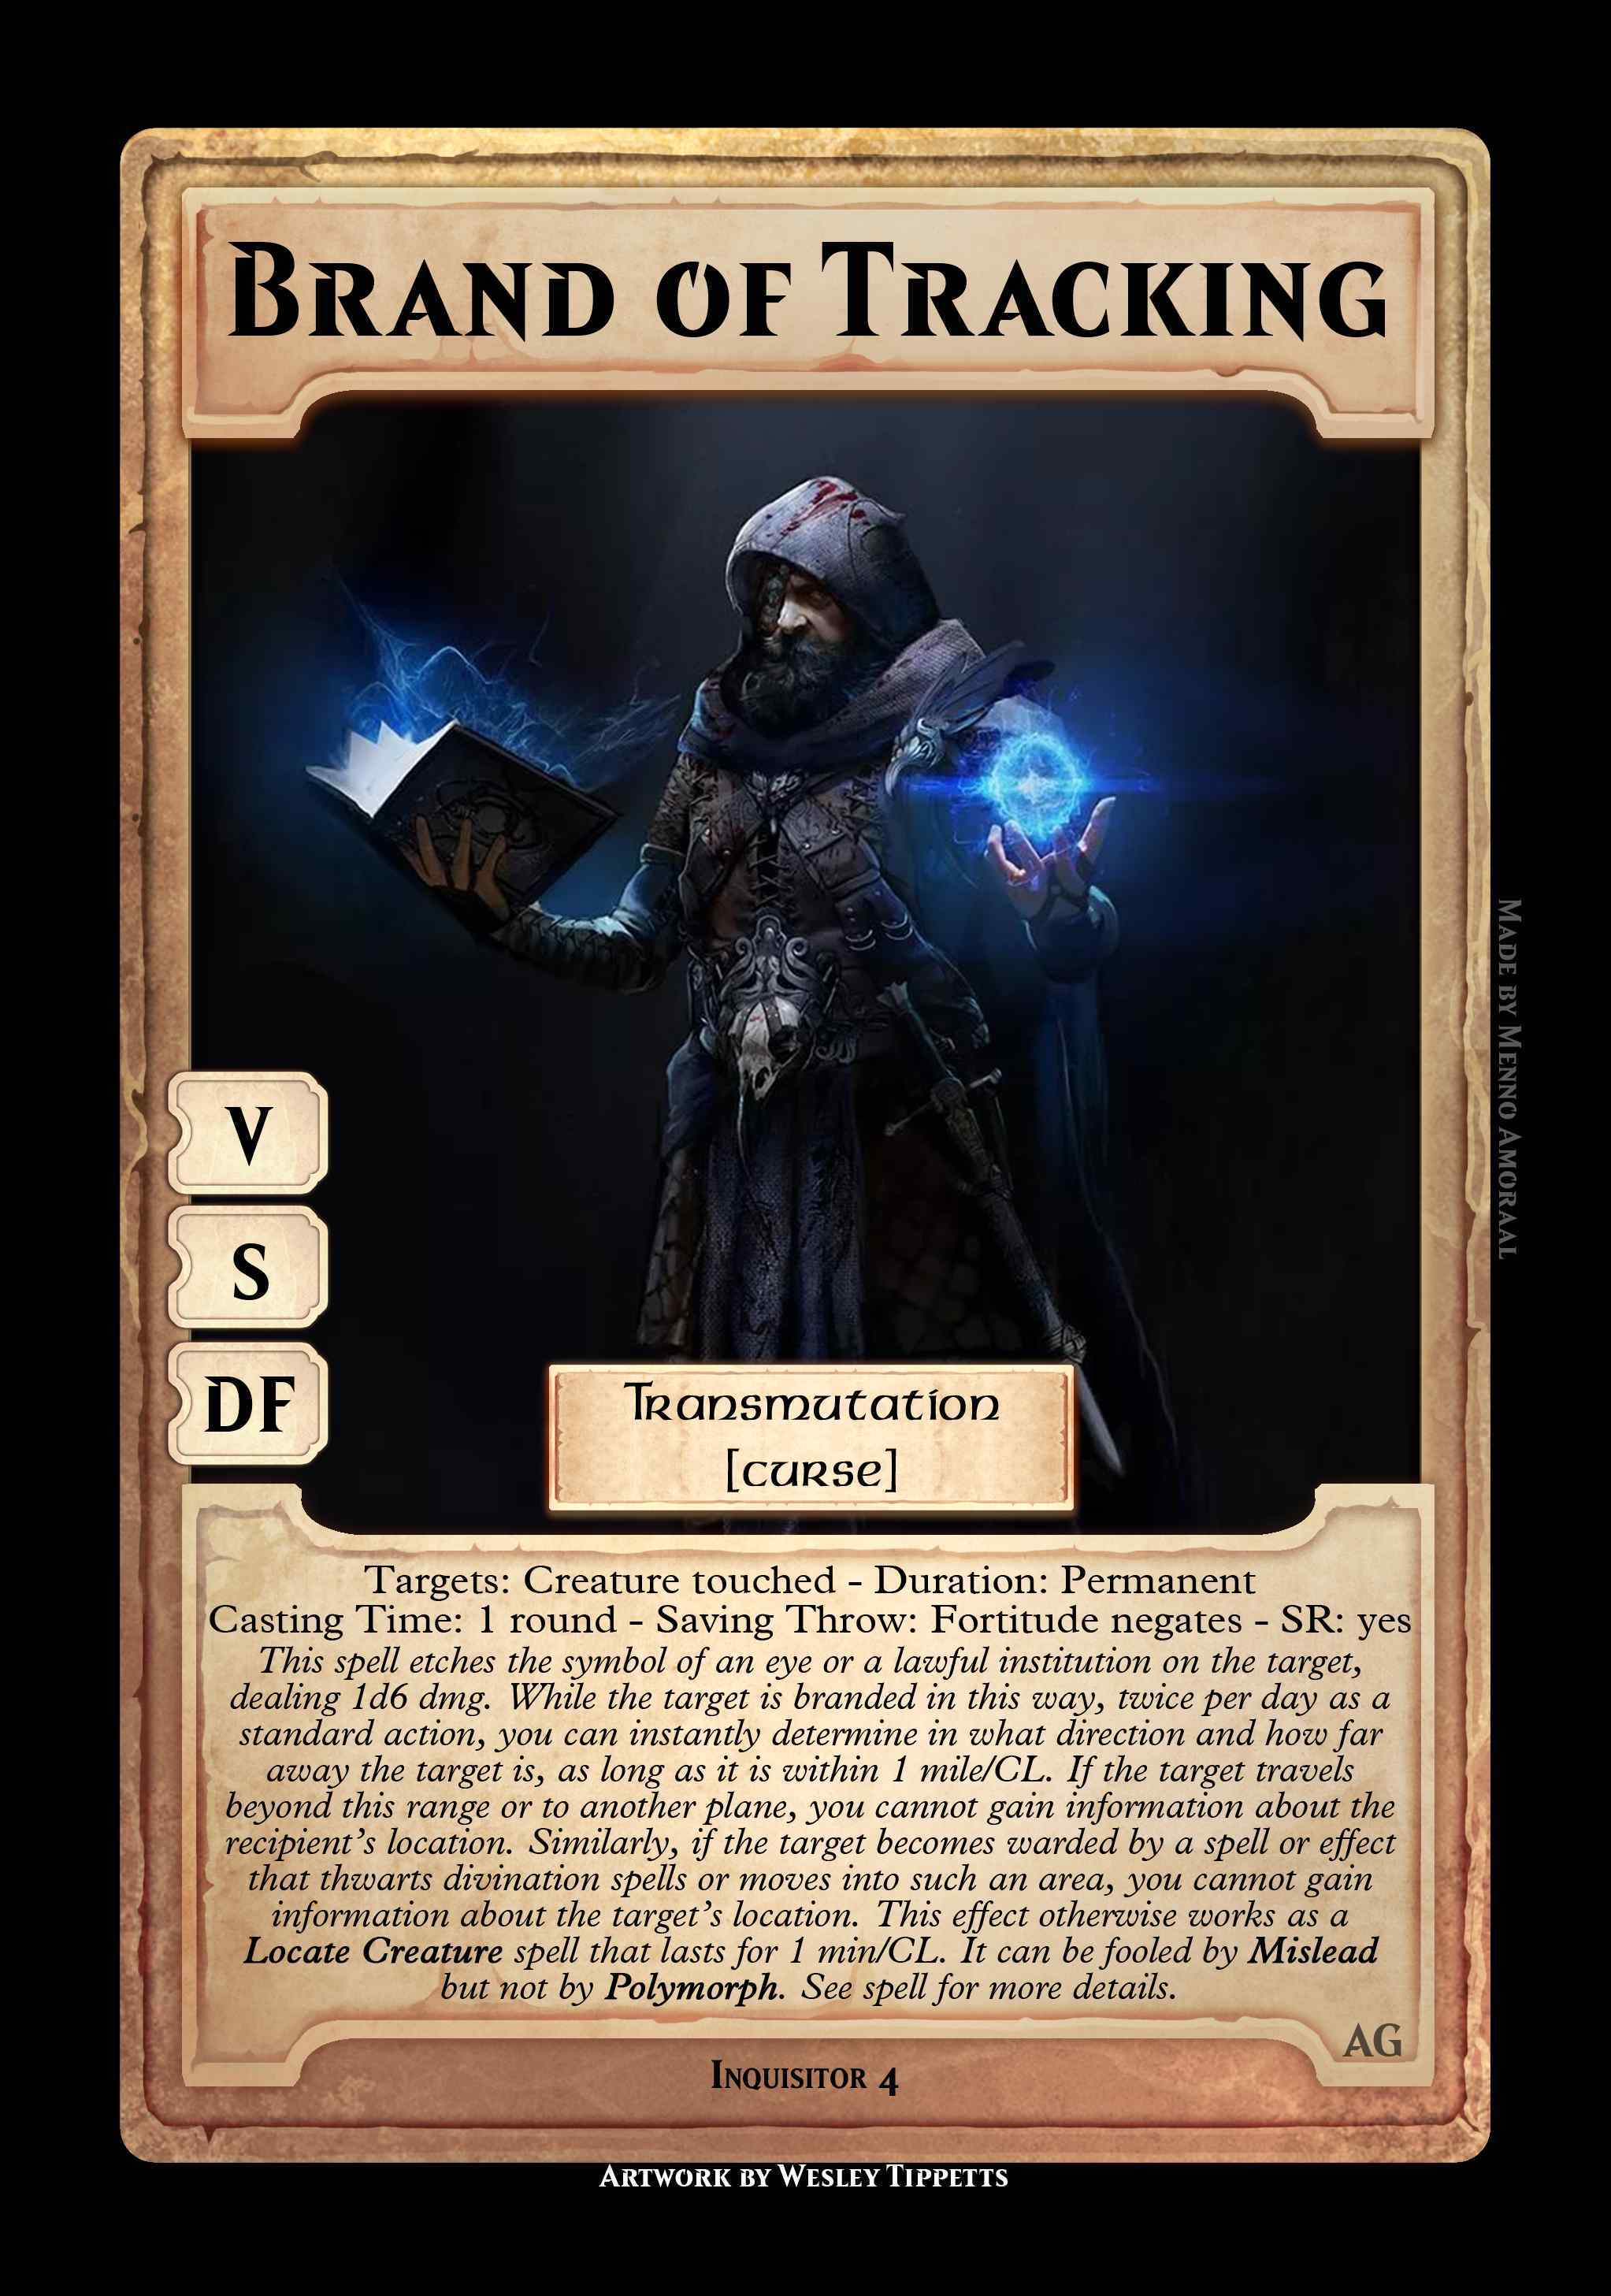 Brand of Tracking
Made by Menno Amoraal
V
S
DF
Transmutation
[curse]
Targets: Creature touched - Duration: Permanent
Casting Time: 1 round - Saving Throw: Fortitude negates - SR: yes
This spell etches the symbol of an eye or a lawful institution on the target,
dealing 1d6 dmg. While the target is branded in this way, twice per day as a
standard action, you can instantly determine in what direction and how far
away the target is, as long as it is within 1 mile/CL. If the target travels
beyond this range or to another plane, you cannot gain information about the
recipient's location. Similarly, if the target becomes warded by a spell or effect
that thwarts divination spells or moves into such an area, you cannot gain
information about the target's location. This effect otherwise works as a
Locate Creature spell that lasts for 1 min/CL. It can be fooled by Mislead
but not by Polymorph. See spell for more details.
AG
Inquisitor 4
Artwork by Wesley Tippetts